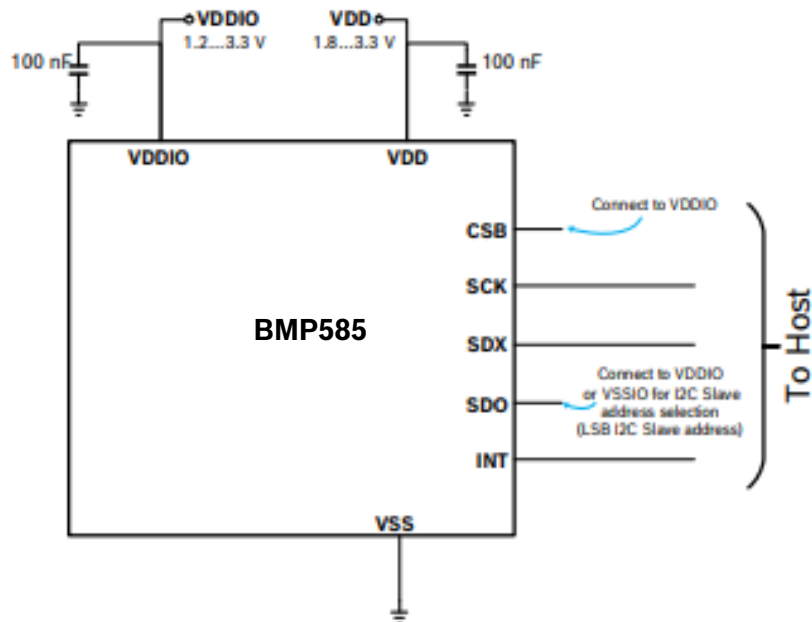 VDDIO
VDD
1.2...3.3 V
1.8...3.3 V
100 nF
100 nF
VDDIO
VDD
Connect to VDDIO
CSB
SCK
BMP585
SDX
Connect to VDDIO
or VSSIO for I2C Slave
address selection
(LSB I2C Slave address)
SDO
INT
VSS
To Host